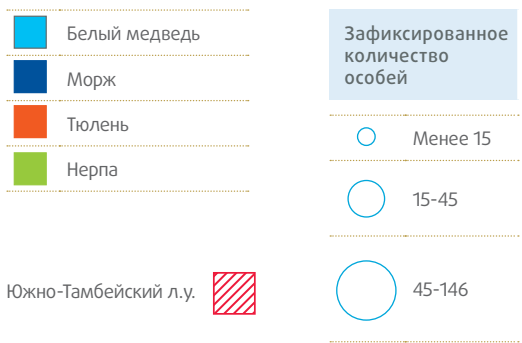 Белый медведь
Морж
Тюлень
Нерпа
Южно-Тамбейский л.у.
Зафиксированное
количество
особей
Менее 15
15-45
45-146